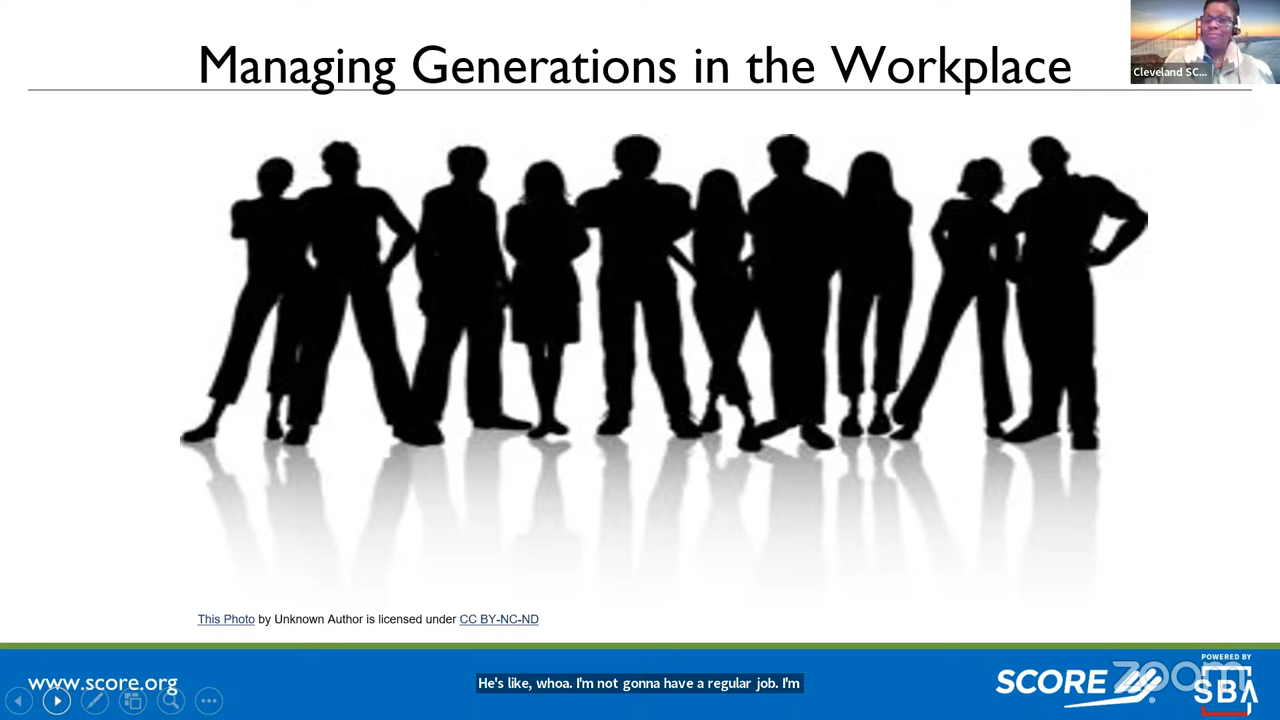 Managing Generations in the Workplace
Cleveland SC...
This Photo by Unknown Author is licensed under CC BY-NC-ND
www.score.org
He's like, whoa. I'm not gonna have a regular job. I'm
SCORE
®
POWERED BY
SBA
zoom